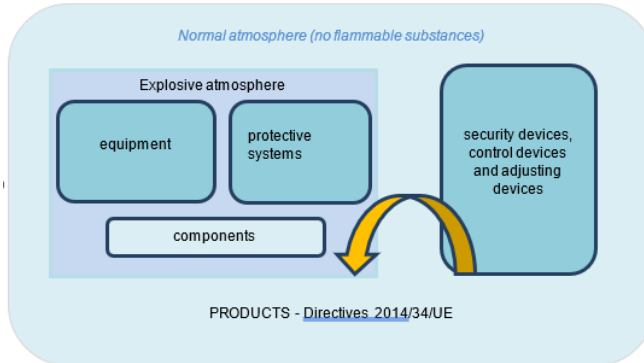 Normal atmosphere (no flammable substances)
Explosive atmosphere
equipment
protective
systems
components
security devices,
control devices
and adjusting
devices
PRODUCTS - Directives 2014/34/UE